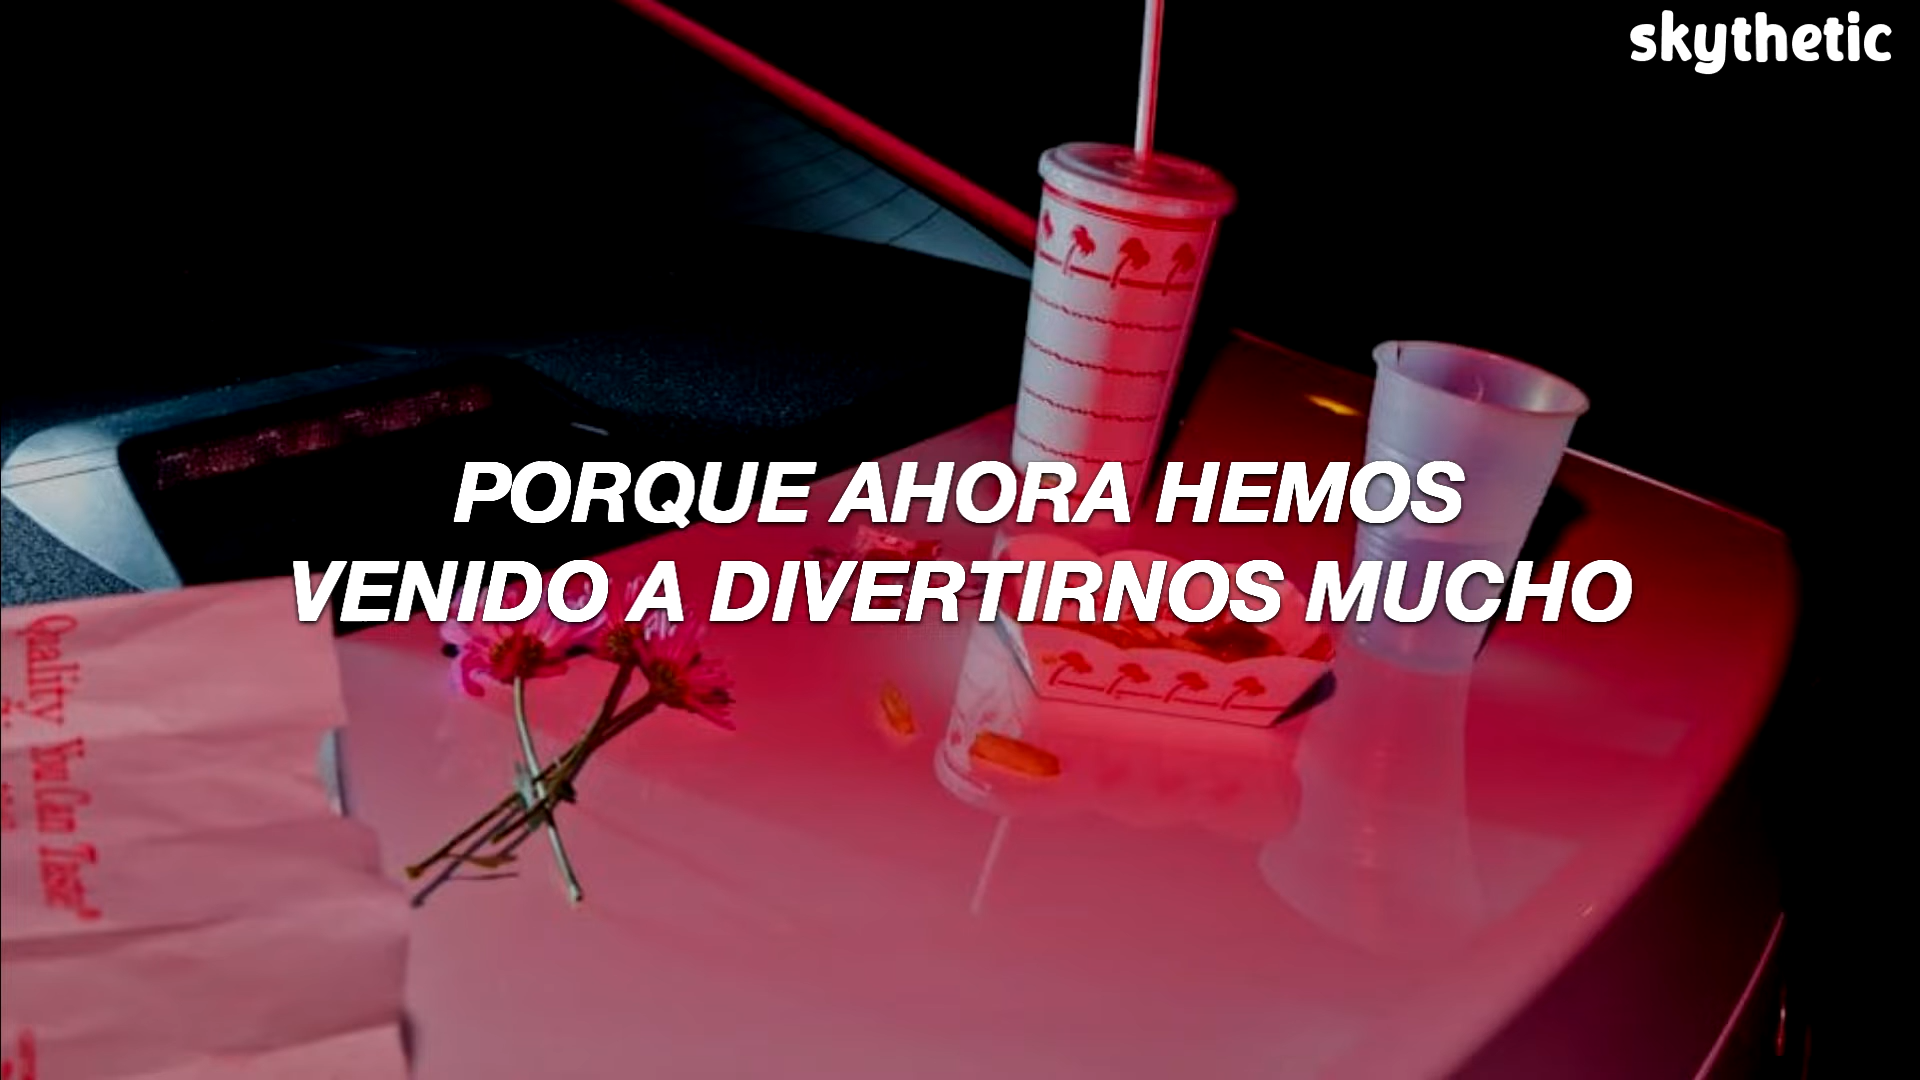 skythetic
PORQUE AHORA HEMOS
VENIDO A DIVERTIRNOS MUCHO
Quality You Can Taste